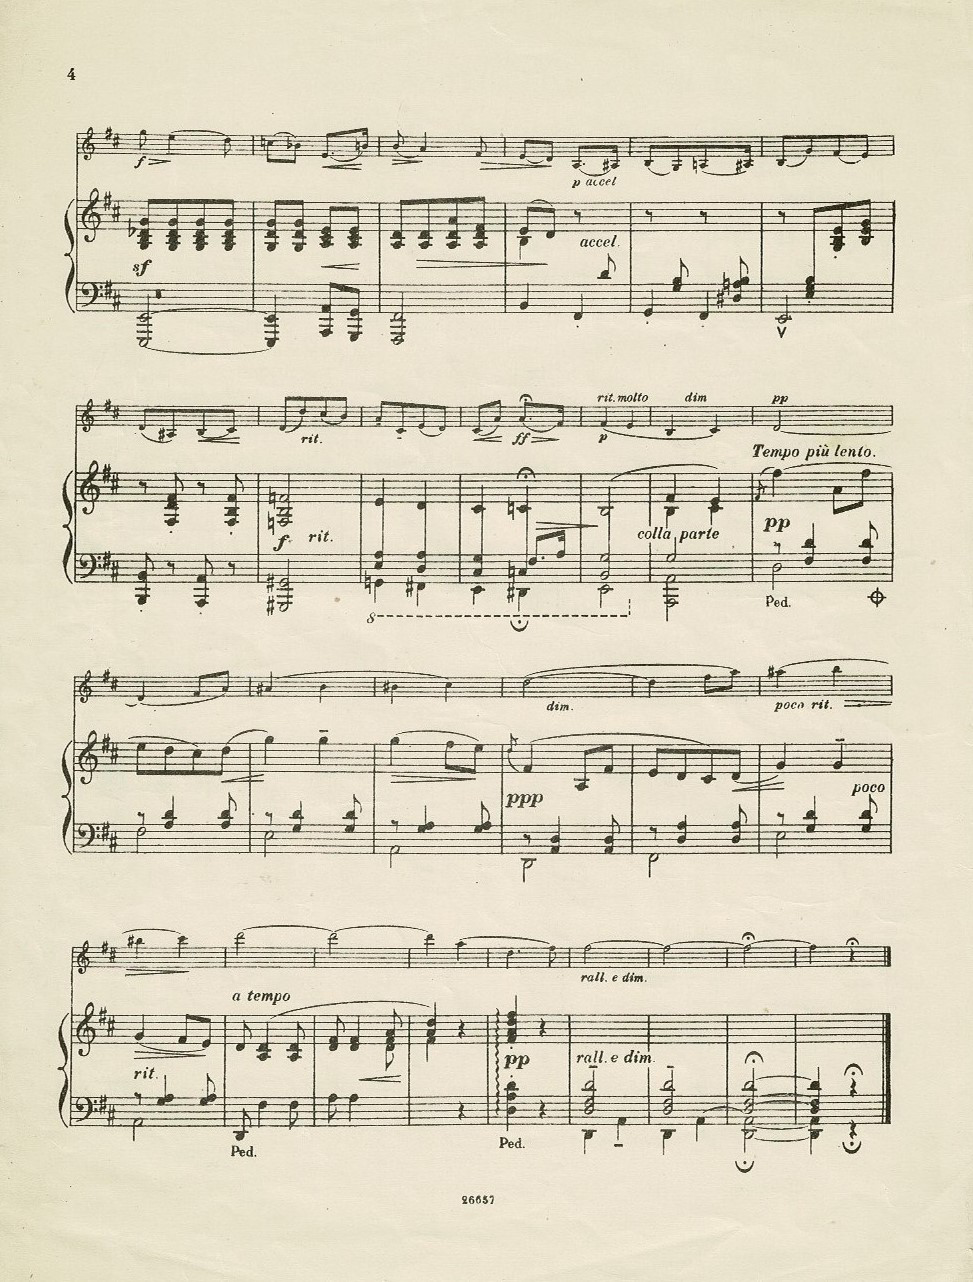 4
f
p accel
accel.
sf
rit. molto dim pp
rit. ff p
Tempo più lento.
f. rit. colla parte pp
8 Ped.
dim. poco rit.
ppp poco
rall. e dim.
a tempo
rit. pp rall. e dim.
Ped. Ped.
26657